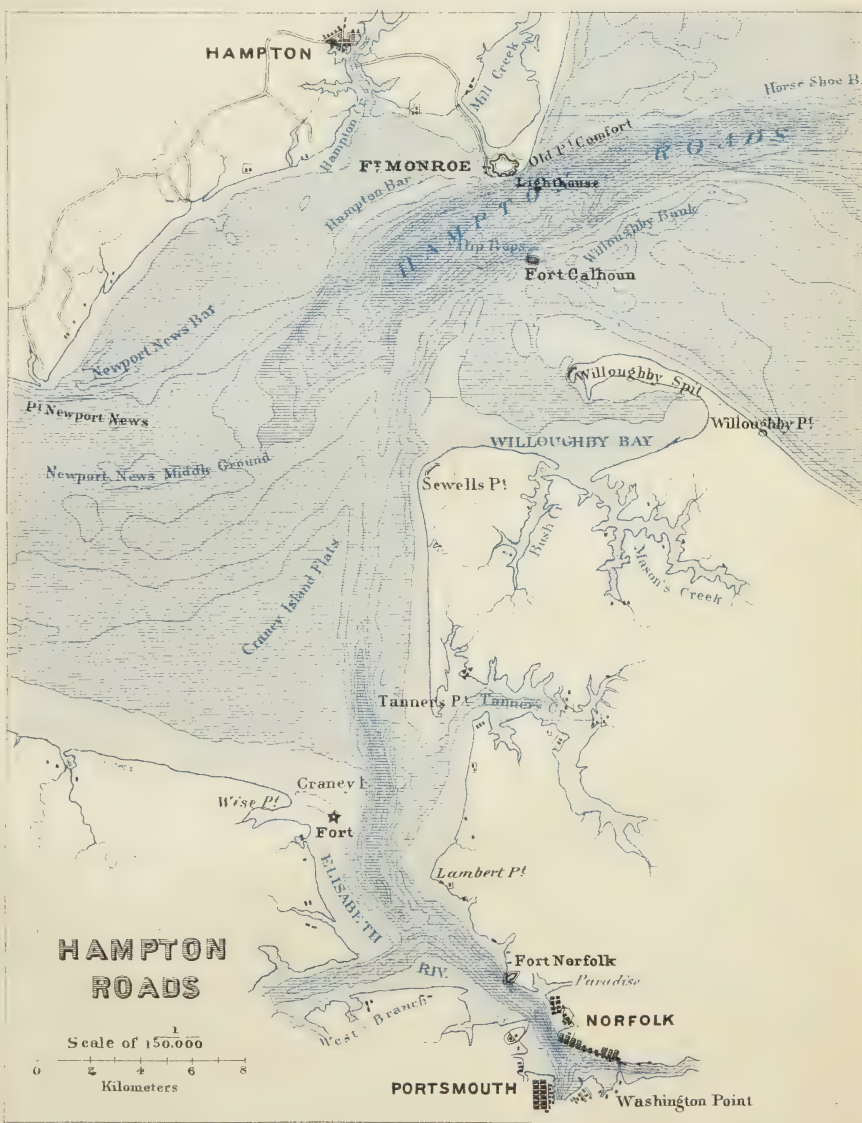 HAMPTON
Mill Creek
Horse Shoe B
Hampton
Old Pt Comfort
ROADS
Ft MONROE
Lighthouse
Hampton Bar
HAMPTON
Rip Raps
Willoughby Bank
Fort Calhoun
Newport News Bar
Willoughby Spit
Pt Newport News
Willoughby Pt
WILLOUGHBY BAY
Newport News Middle Ground
Sewells Pt
Bush C
Mason's Creek
Craney Island Flats
Tanners Pt
Tanners C
Craney I.
Wise Pt
Fort
Lambert Pt
ELISABETH
RIV.
HAMPTON
ROADS
Fort Norfolk
Paradise
West Branch
NORFOLK
Scale of 1/150.000
0 2 4 6 8
Kilometers
PORTSMOUTH
Washington Point